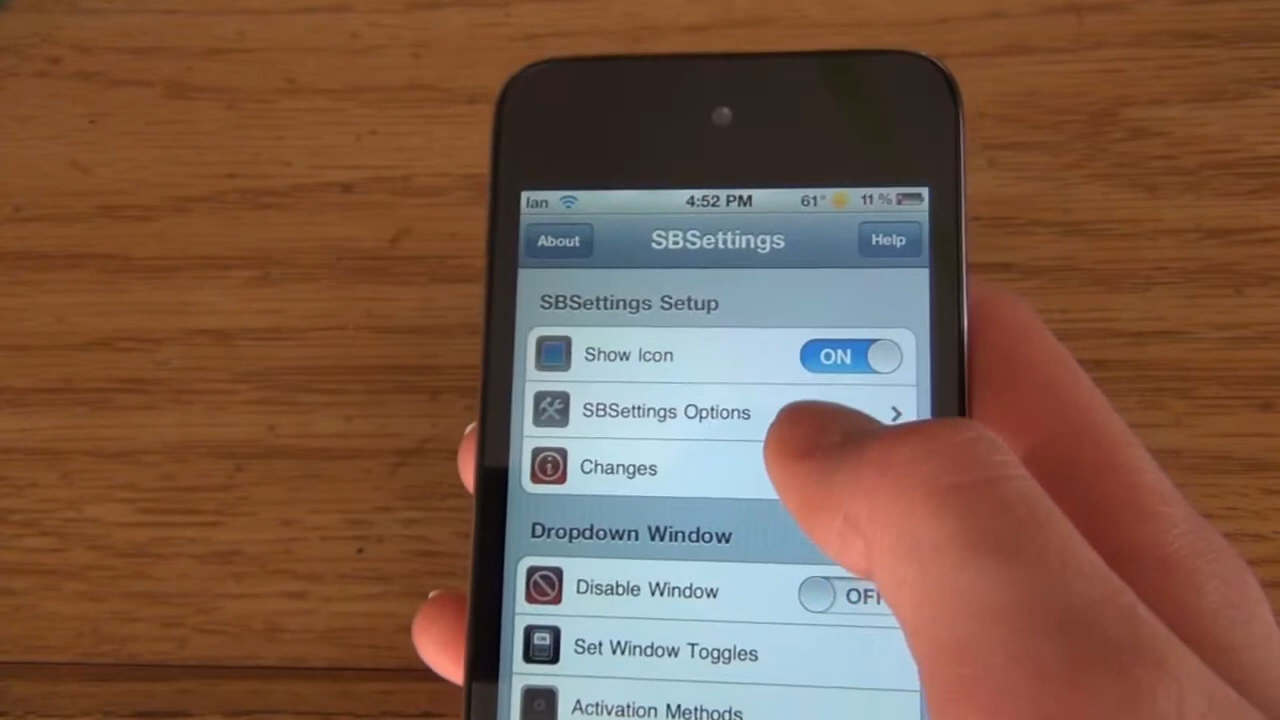 Ian 4:52 PM 61° 11%
About SBSettings Help
SBSettings Setup
Show Icon ON
SBSettings Options
Changes
Dropdown Window
Disable Window OFF
Set Window Toggles
Activation Methods